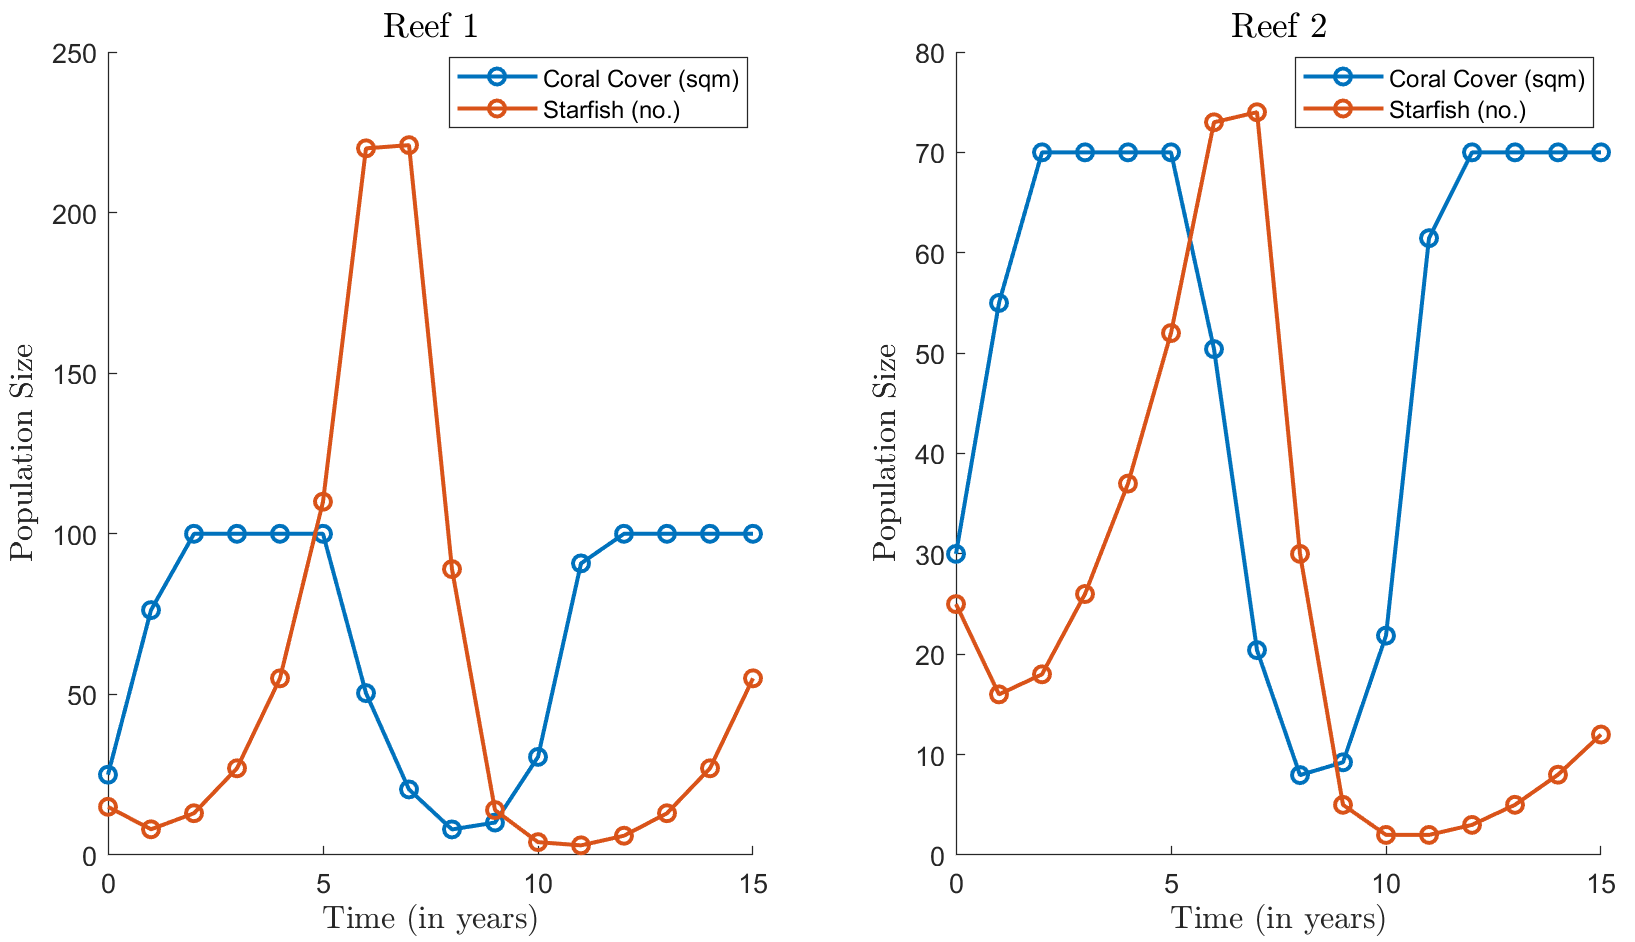 Reef 1
Coral Cover (sqm)
Starfish (no.)
250
200
150
100
50
0
Population Size
0 5 10 15
Time (in years)
Reef 2
Coral Cover (sqm)
Starfish (no.)
80
70
60
50
40
30
20
10
0
Population Size
0 5 10 15
Time (in years)